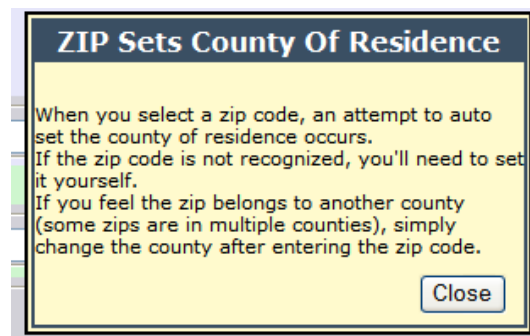 ZIP Sets County Of Residence
When you select a zip code, an attempt to auto
set the county of residence occurs.
If the zip code is not recognized, you'll need to set
it yourself.
If you feel the zip belongs to another county
(some zips are in multiple counties), simply
change the county after entering the zip code.
Close